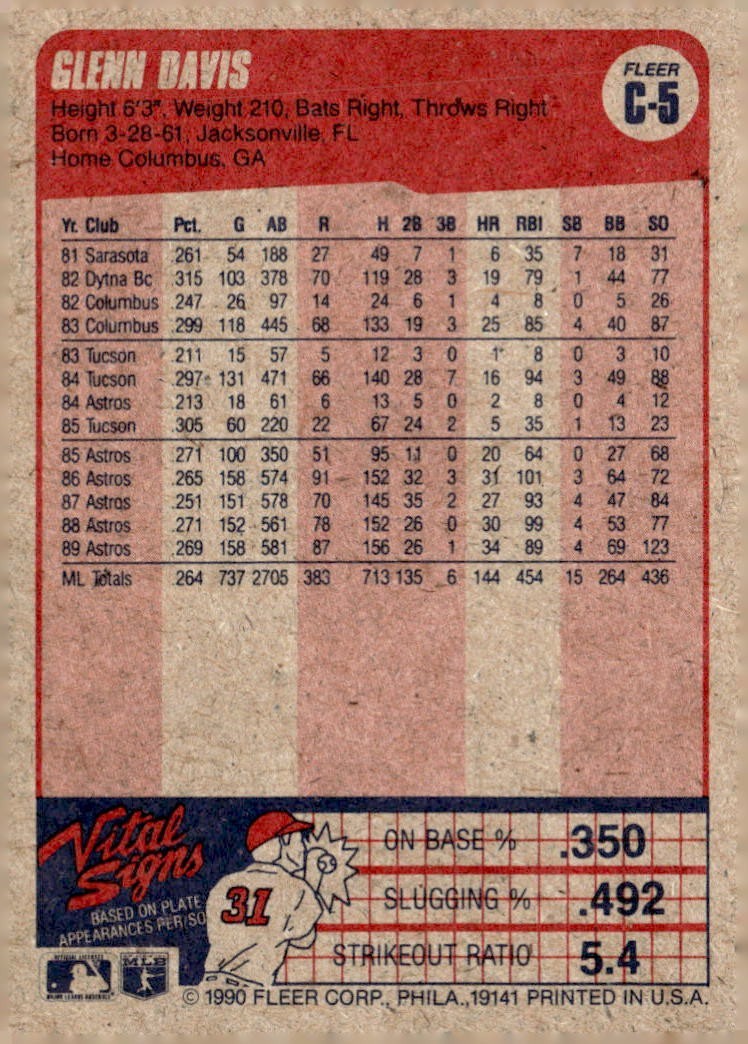 GLENN DAVIS
FLEER
C-5
Height 6'3", Weight 210, Bats Right, Throws Right
Born 3-28-61, Jacksonville, FL
Home Columbus, GA
Yr. Club Pct. G AB R H 2B 3B HR RBI SB BB SO
81 Sarasota .261 54 188 27 49 7 1 6 35 7 18 31
82 Dytna Bc .315 103 378 70 119 28 3 19 79 1 44 77
82 Columbus .247 26 97 14 24 6 1 4 8 0 5 26
83 Columbus .299 118 445 68 133 19 3 25 85 4 40 87
83 Tucson .211 15 57 5 12 3 0 1 8 0 3 10
84 Tucson .297 131 471 66 140 28 7 16 94 3 49 88
84 Astros .213 18 61 6 13 5 0 2 8 0 4 12
85 Tucson .305 60 220 22 67 24 2 5 35 1 13 23
85 Astros .271 100 350 51 95 11 0 20 64 0 27 68
86 Astros .265 158 574 91 152 32 3 31 101 3 64 72
87 Astros .251 151 578 70 145 35 2 27 93 4 47 84
88 Astros .271 152 561 78 152 26 0 30 99 4 53 77
89 Astros .269 158 581 87 156 26 1 34 89 4 69 123
ML Totals .264 737 2705 383 713 135 6 144 454 15 264 436
Vital
Signs
BASED ON PLATE
APPEARANCES PER/SO
31
ON BASE % .350
SLUGGING % .492
STRIKEOUT RATIO 5.4
OFFICIAL LICENSEE
MAJOR LEAGUE BASEBALL
MLB
© 1990 FLEER CORP., PHILA., 19141 PRINTED IN U.S.A.